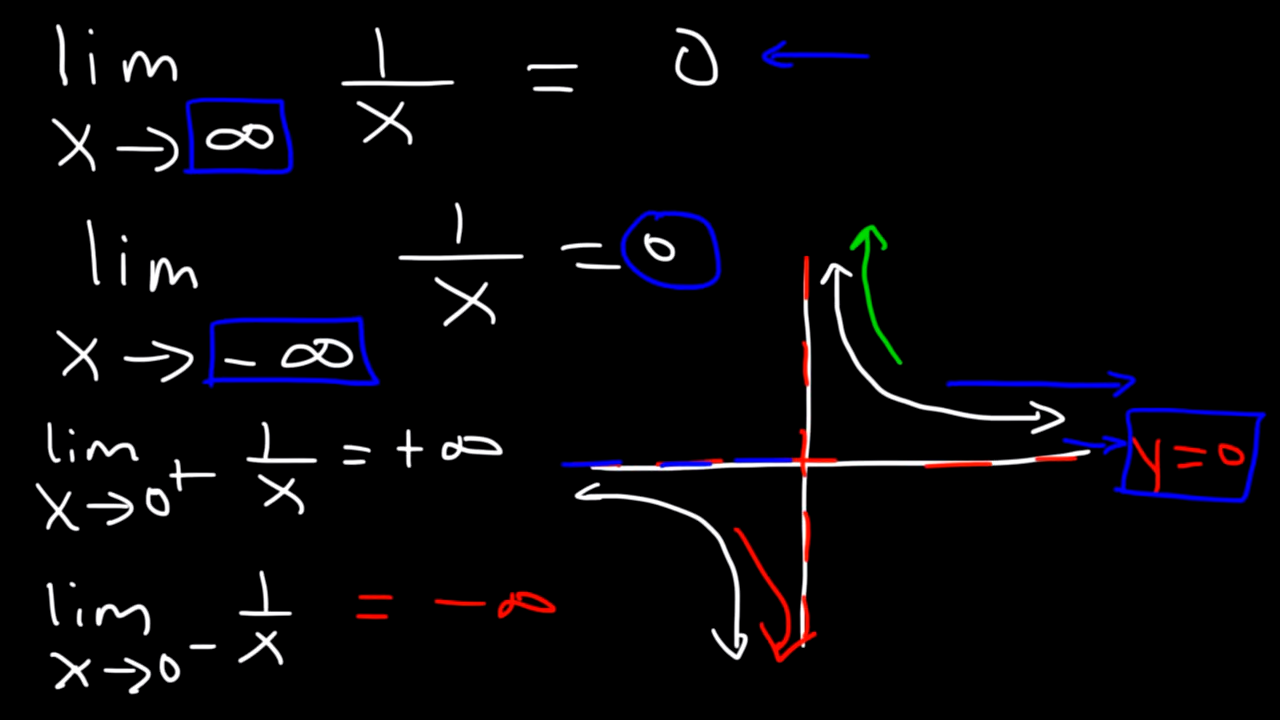 lim x→∞ 1/x = 0
lim x→-∞ 1/x = 0
lim x→0⁺ 1/x = +∞
lim x→0⁻ 1/x = -∞
y=0